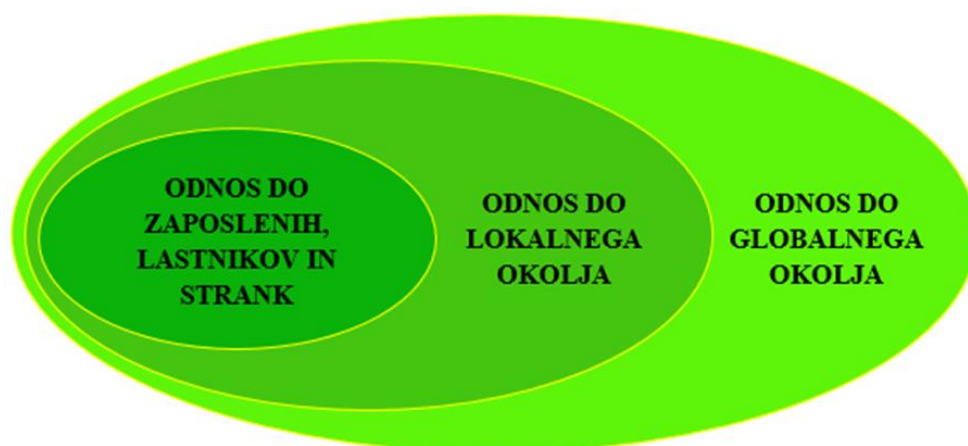 ODNOS DO
ZAPOSLENIH,
LASTNIKOV IN
STRANK
ODNOS DO
LOKALNEGA
OKOLJA
ODNOS DO
GLOBALNEGA
OKOLJA